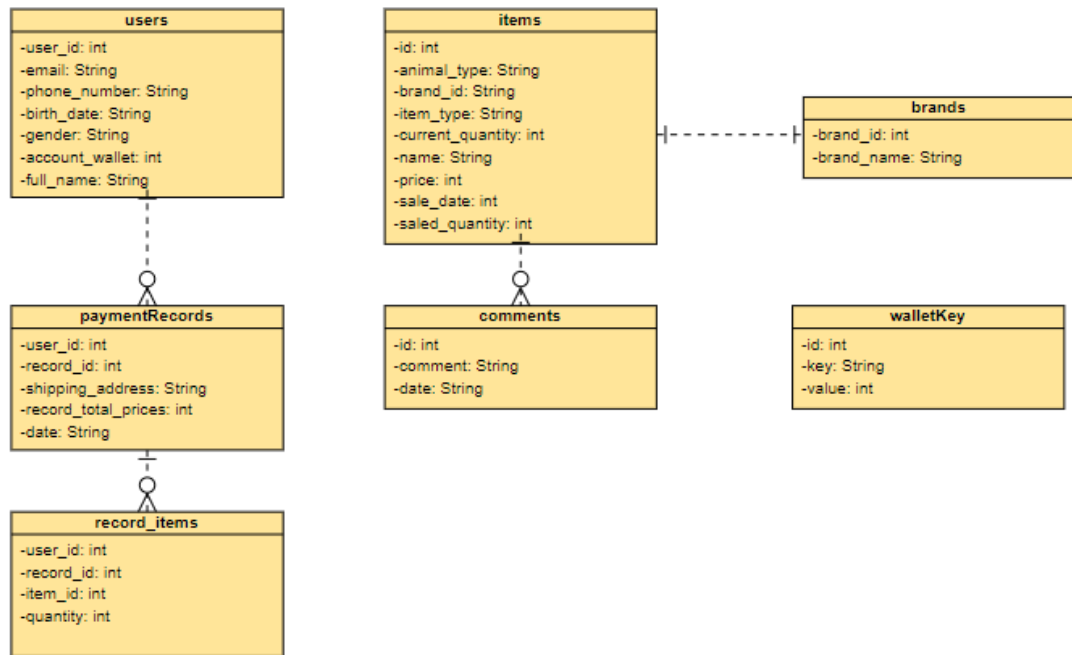 users
-user_id: int
-email: String
-phone_number: String
-birth_date: String
-gender: String
-account_wallet: int
-full_name: String
items
-id: int
-animal_type: String
-brand_id: String
-item_type: String
-current_quantity: int
-name: String
-price: int
-sale_date: int
-saled_quantity: int
brands
-brand_id: int
-brand_name: String
paymentRecords
-user_id: int
-record_id: int
-shipping_address: String
-record_total_prices: int
-date: String
comments
-id: int
-comment: String
-date: String
walletKey
-id: int
-key: String
-value: int
record_items
-user_id: int
-record_id: int
-item_id: int
-quantity: int